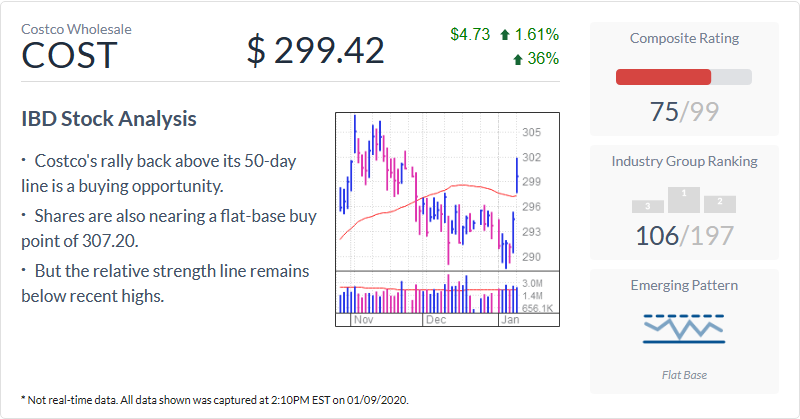 Costco Wholesale
COST
$ 299.42
$4.73 1.61%
36%
IBD Stock Analysis
· Costco's rally back above its 50-day
line is a buying opportunity.
· Shares are also nearing a flat-base buy
point of 307.20.
· But the relative strength line remains
below recent highs.
305
302
299
296
293
290
3.0M
1.4M
656.1K
Nov Dec Jan
Composite Rating
75/99
Industry Group Ranking
3 1 2
106/197
Emerging Pattern
Flat Base
* Not real-time data. All data shown was captured at 2:10PM EST on 01/09/2020.